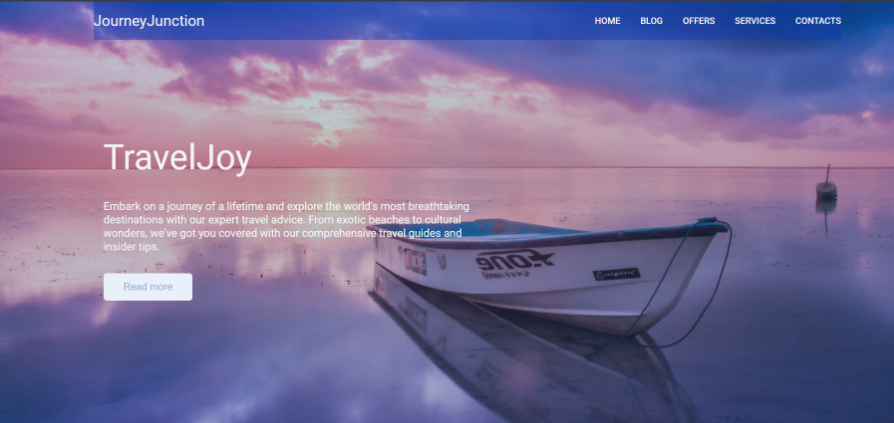 JourneyJunction
HOME BLOG OFFERS SERVICES CONTACTS
TravelJoy
Embark on a journey of a lifetime and explore the world's most breathtaking
destinations with our expert travel advice. From exotic beaches to cultural
wonders, we've got you covered with our comprehensive travel guides and
insider tips.
Read more